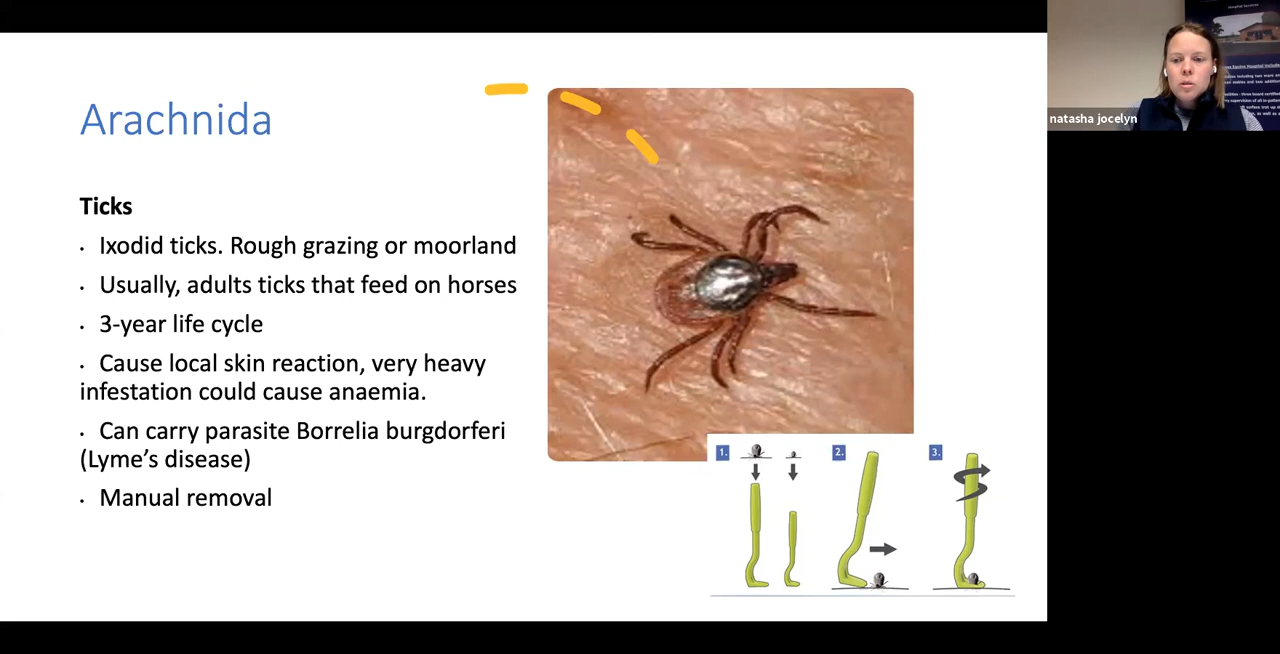 Arachnida
Ticks
• Ixodid ticks. Rough grazing or moorland
• Usually, adults ticks that feed on horses
• 3-year life cycle
• Cause local skin reaction, very heavy
infestation could cause anaemia.
• Can carry parasite Borrelia burgdorferi
(Lyme’s disease)
• Manual removal
1.
2.
3.
natasha jocelyn